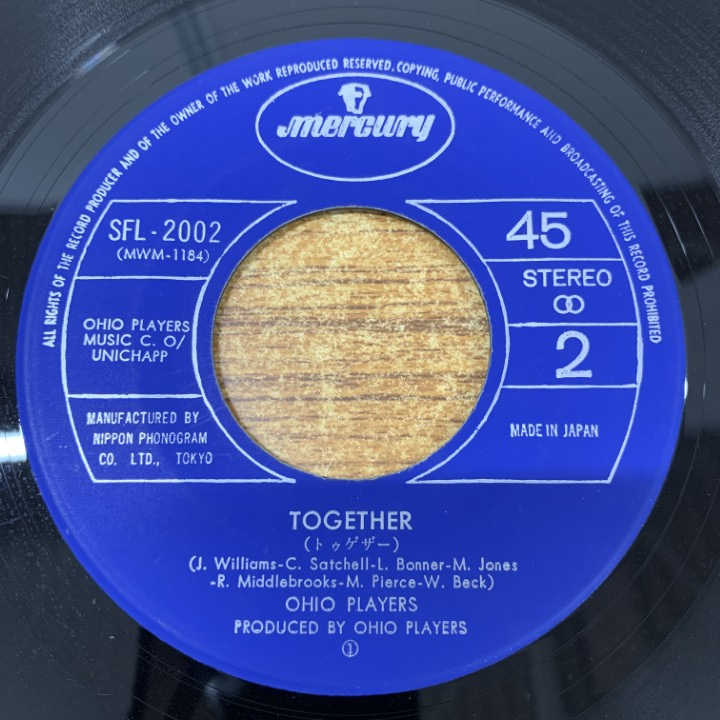 ALL RIGHTS OF THE RECORD PRODUCER AND OF THE OWNER OF THE WORK REPRODUCED RESERVED. COPYING, PUBLIC PERFORMANCE AND BROADCASTING OF THIS RECORD PROHIBITED
mercury
SFL-2002
(MWM-1184)
OHIO PLAYERS
MUSIC C. O/
UNICHAPP
MANUFACTURED BY
NIPPON PHONOGRAM
CO. LTD., TOKYO
45
STEREO
2
MADE IN JAPAN
TOGETHER
(トゥゲザー)
(J. Williams-C. Satchell-L. Bonner-M. Jones
-R. Middlebrooks-M. Pierce-W. Beck)
OHIO PLAYERS
PRODUCED BY OHIO PLAYERS
①